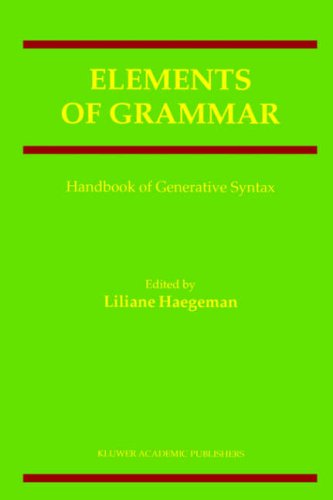 ELEMENTS
OF GRAMMAR
Handbook of Generative Syntax
Edited by
Liliane Haegeman
KLUWER ACADEMIC PUBLISHERS